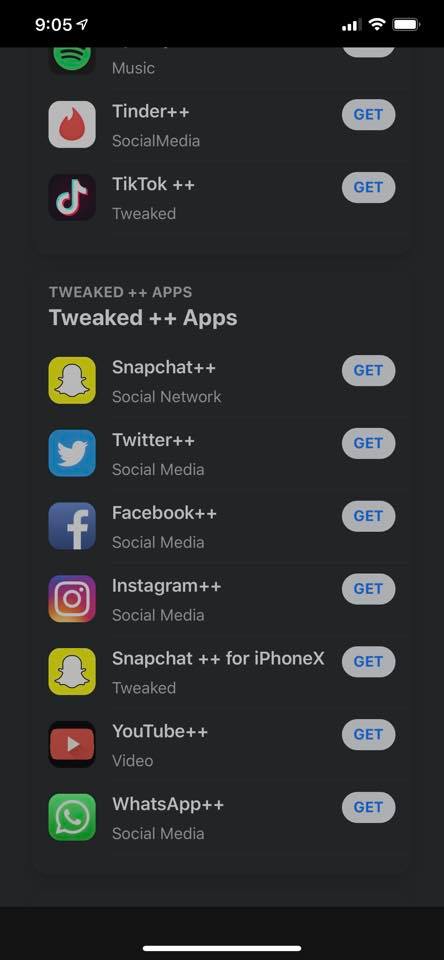 9:05
Music
Tinder++
GET
SocialMedia
TikTok ++
GET
Tweaked
TWEAKED ++ APPS
Tweaked ++ Apps
Snapchat++
GET
Social Network
Twitter++
GET
Social Media
Facebook++
GET
Social Media
Instagram++
GET
Social Media
Snapchat ++ for iPhoneX
GET
Tweaked
YouTube++
GET
Video
WhatsApp++
GET
Social Media